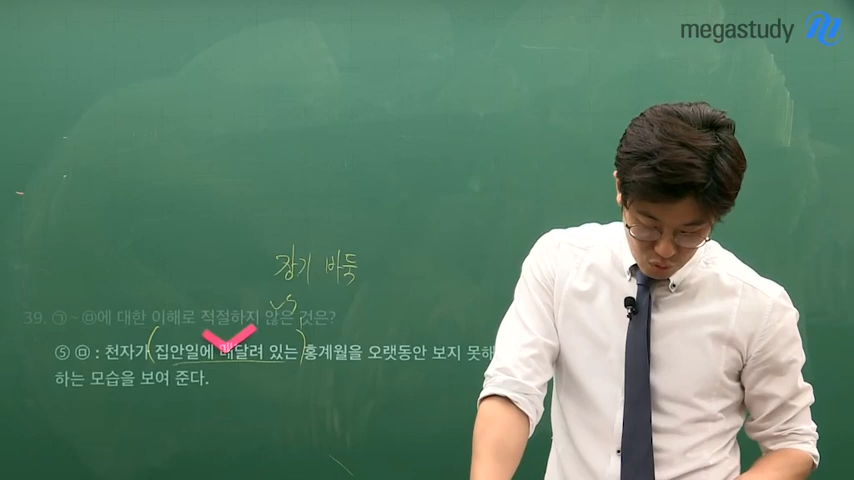 megastudy
장기 바둑
vs
39. ㉠~㉤에 대한 이해로 적절하지 않은 것은?
⑤ ㉤ : 천자가 집안일에 매달려 있는 홍계월을 오랫동안 보지 못해
하는 모습을 보여 준다.